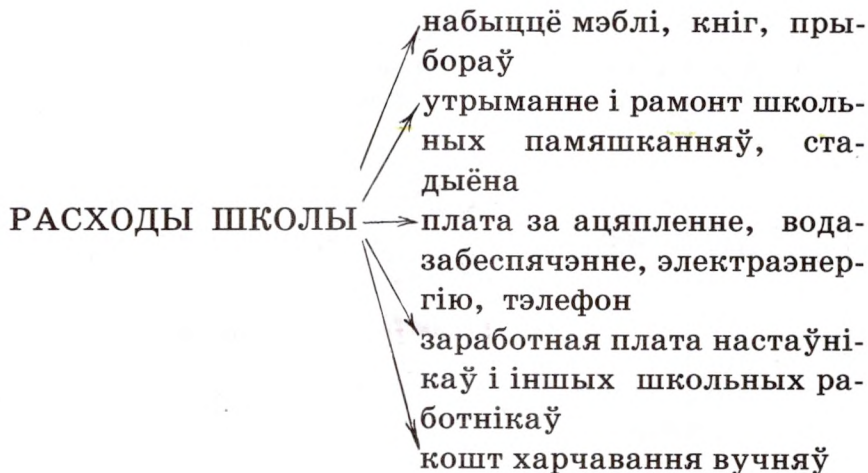 набыццё мэблі, кніг, пры-
бораў
утрыманне і рамонт школь-
ных памяшканняў, ста-
дыёна
РАСХОДЫ ШКОЛЫ
плата за ацяпленне, вода-
забеспячэнне, электраэнер-
гію, тэлефон
заработная плата настаўні-
каў і іншых школьных ра-
ботнікаў
кошт харчавання вучняў